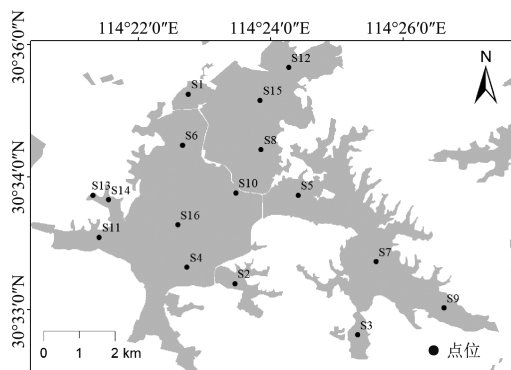 114°22′0″E 114°24′0″E 114°26′0″E
30°36′0″N
N
S12
S1
S15
S6
S8
30°34′0″N
S13
S14
S10
S5
S11
S16
S4
S7
S2
30°33′0″N
S9
S3
0 1 2 km
点位